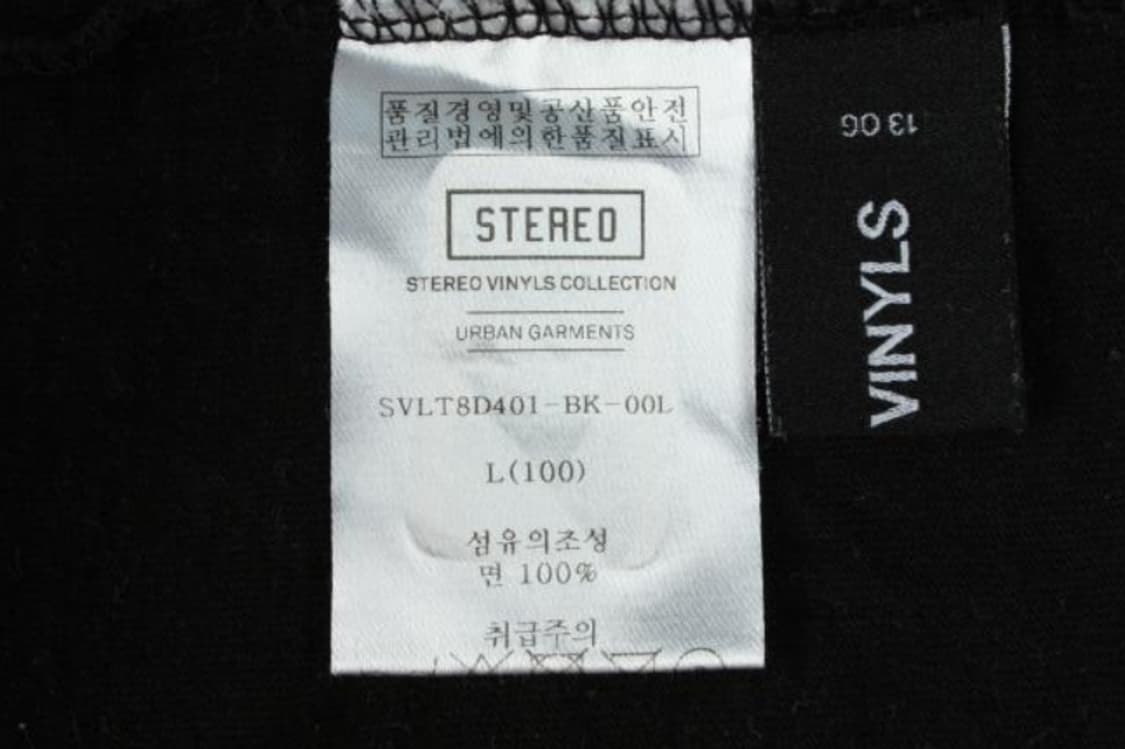 품질경영및공산품안전
관리법에의한품질표시
STEREO
STEREO VINYLS COLLECTION
URBAN GARMENTS
SVLT8D401-BK-00L
L(100)
섬유의조성
면 100%
취급주의
VINYLS